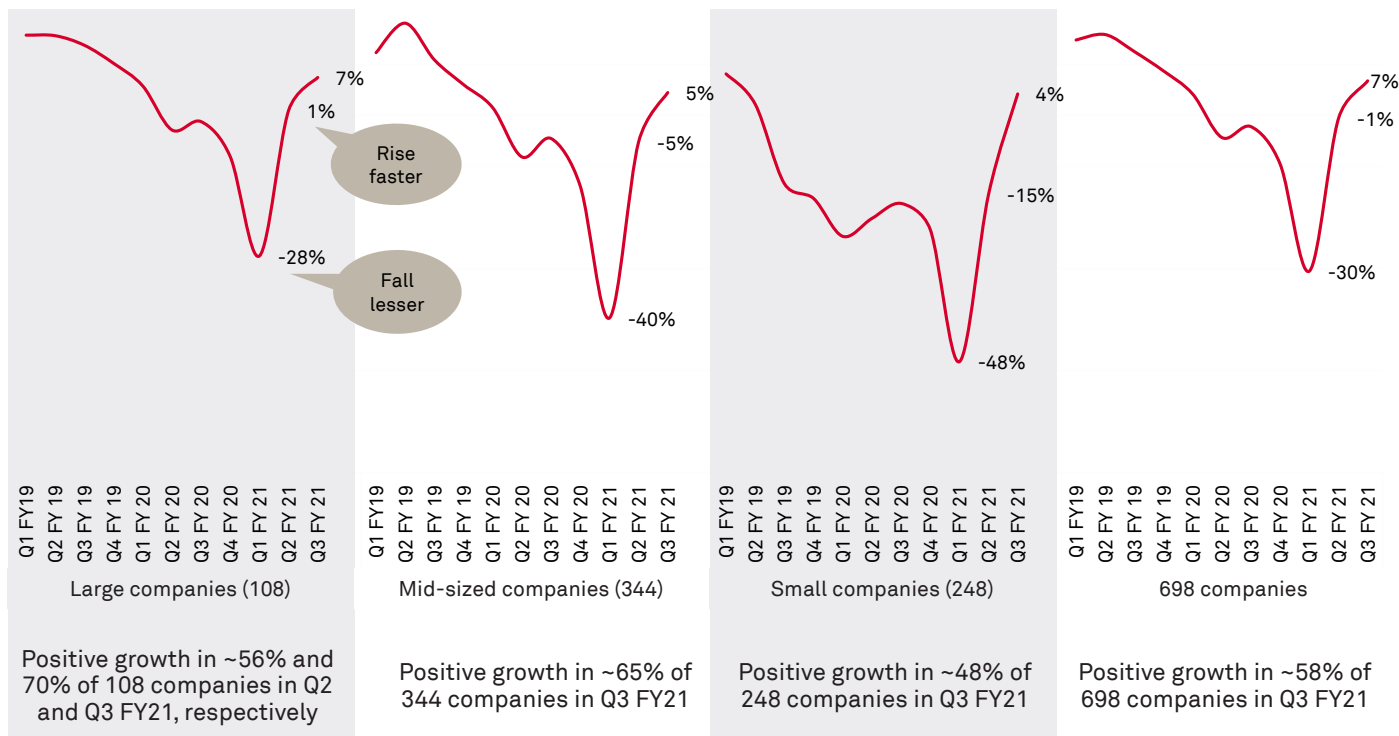 7%
1%
Rise
faster
-28%
Fall
lesser
Q1 FY19
Q2 FY 19
Q3 FY 19
Q4 FY 19
Q1 FY 20
Q2 FY 20
Q3 FY 20
Q4 FY 20
Q1 FY 21
Q2 FY 21
Q3 FY 21
Large companies (108)
Positive growth in ~56% and
70% of 108 companies in Q2
and Q3 FY21, respectively
5%
-5%
-40%
Q1 FY19
Q2 FY 19
Q3 FY 19
Q4 FY 19
Q1 FY 20
Q2 FY 20
Q3 FY 20
Q4 FY 20
Q1 FY 21
Q2 FY 21
Q3 FY 21
Mid-sized companies (344)
Positive growth in ~65% of
344 companies in Q3 FY21
4%
-15%
-48%
Q1 FY19
Q2 FY 19
Q3 FY 19
Q4 FY 19
Q1 FY 20
Q2 FY 20
Q3 FY 20
Q4 FY 20
Q1 FY 21
Q2 FY 21
Q3 FY 21
Small companies (248)
Positive growth in ~48% of
248 companies in Q3 FY21
7%
-1%
-30%
Q1 FY19
Q2 FY 19
Q3 FY 19
Q4 FY 19
Q1 FY 20
Q2 FY 20
Q3 FY 20
Q4 FY 20
Q1 FY 21
Q2 FY 21
Q3 FY 21
698 companies
Positive growth in ~58% of
698 companies in Q3 FY21